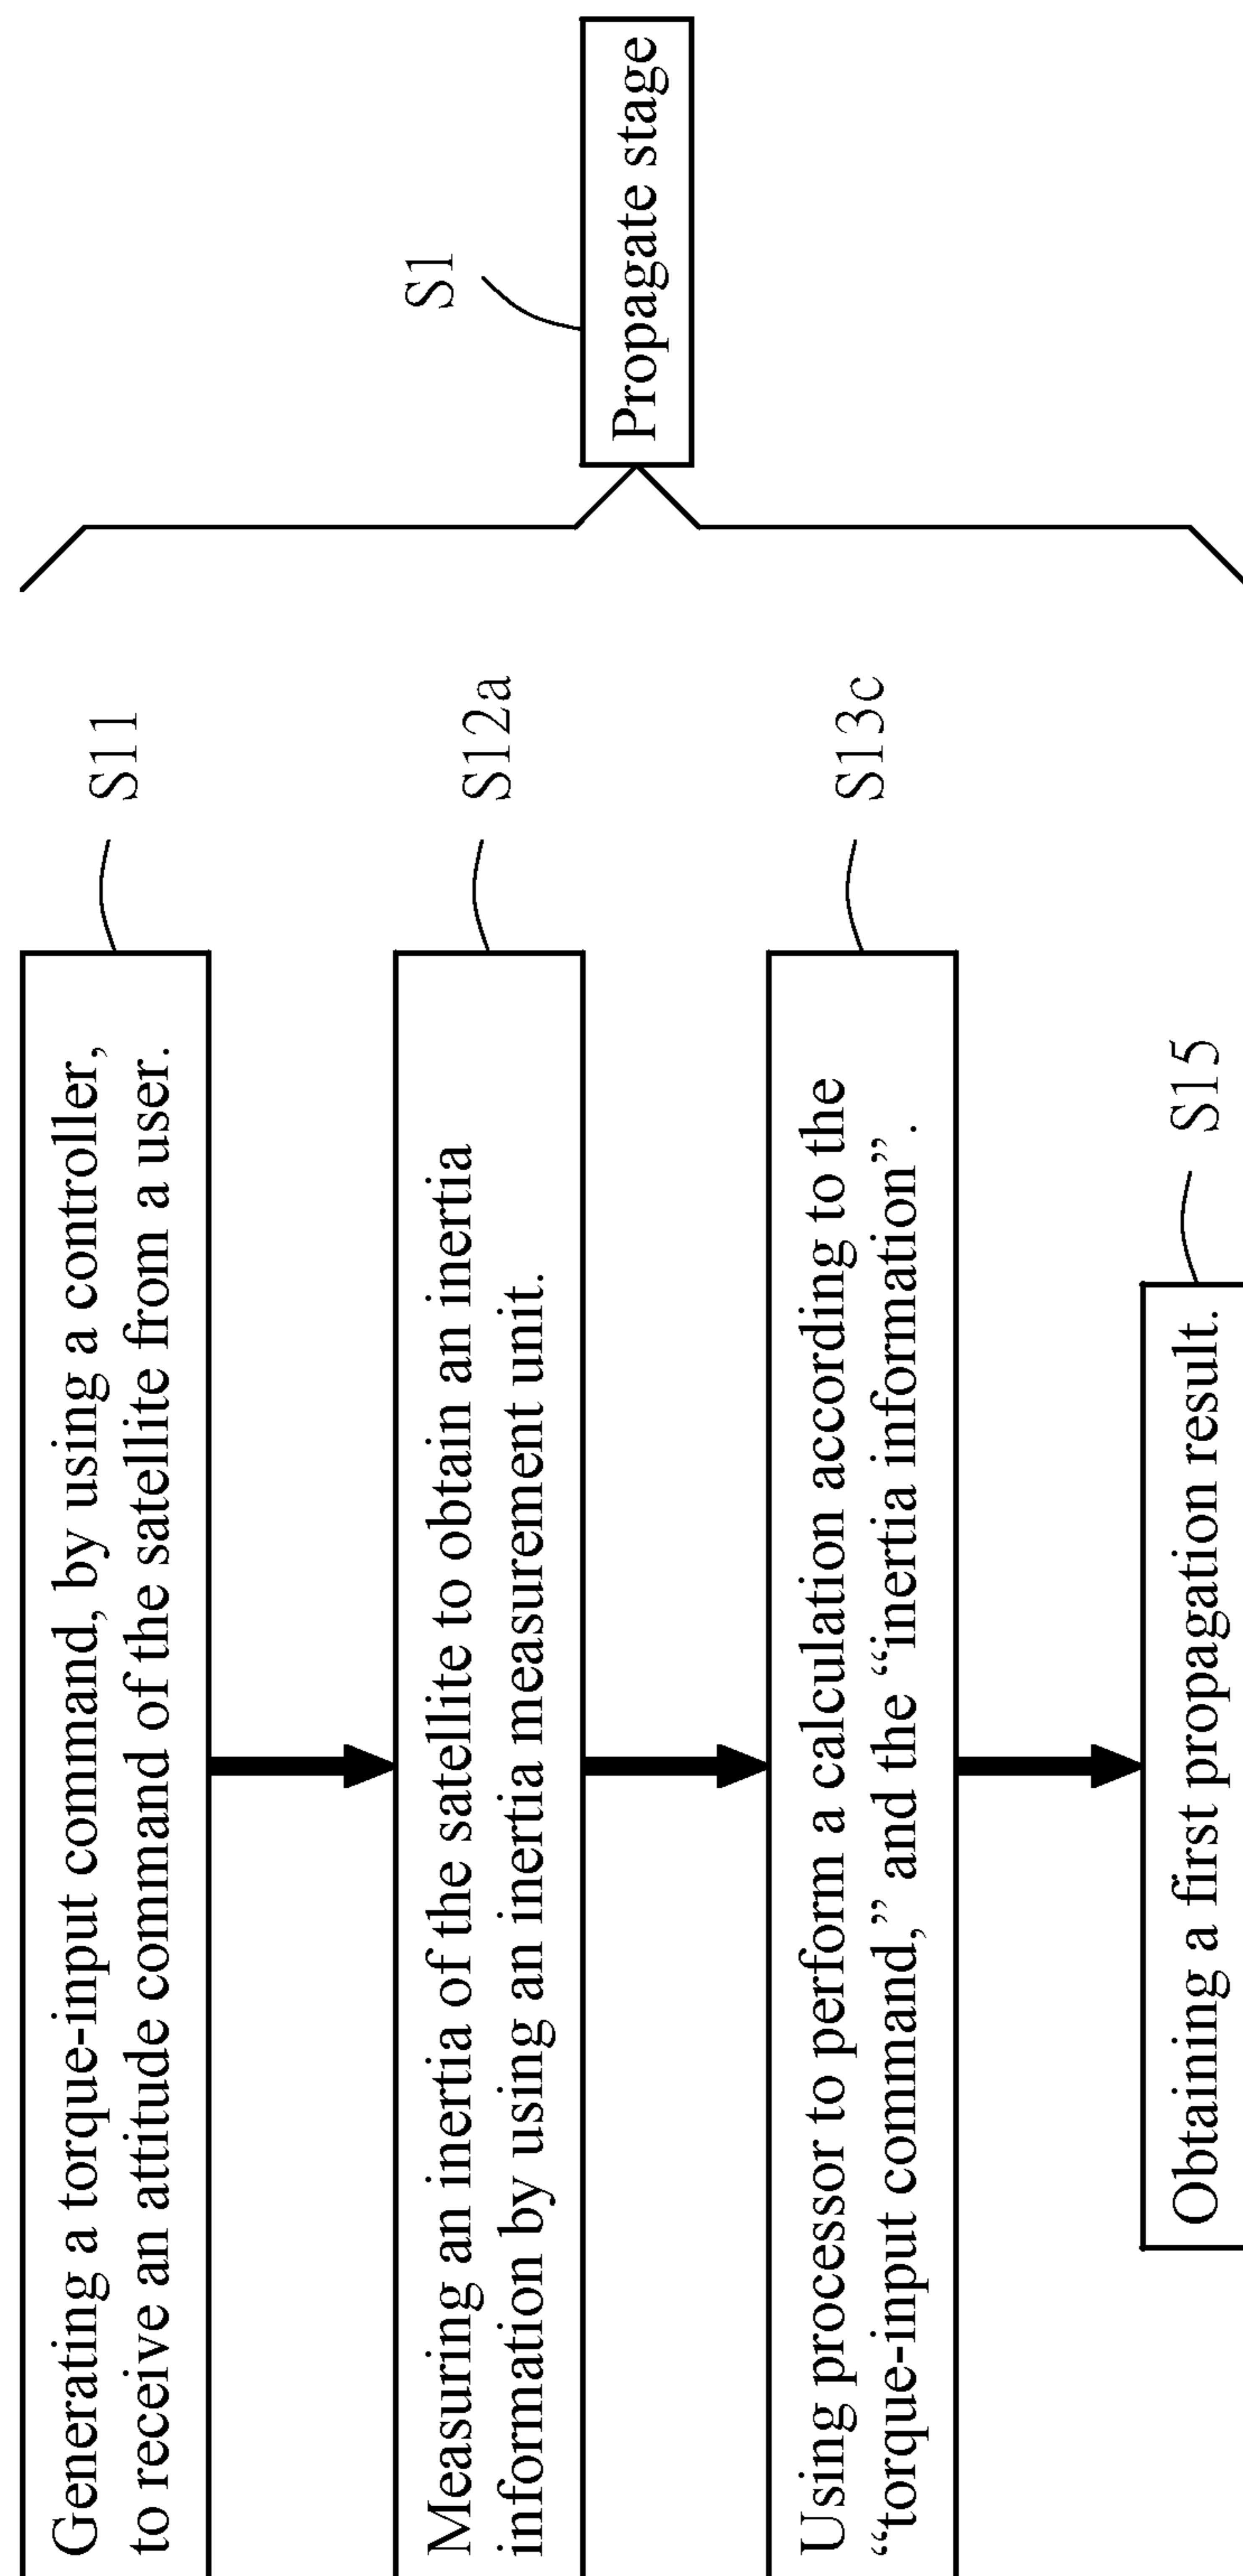 Generating a torque-input command, by using a controller,
to receive an attitude command of the satellite from a user.
S11
Measuring an inertia of the satellite to obtain an inertia
information by using an inertia measurement unit.
S12a
Using processor to perform a calculation according to the
“torque-input command,” and the “inertia information”.
S13c
Obtaining a first propagation result.
S15
S1
Propagate stage